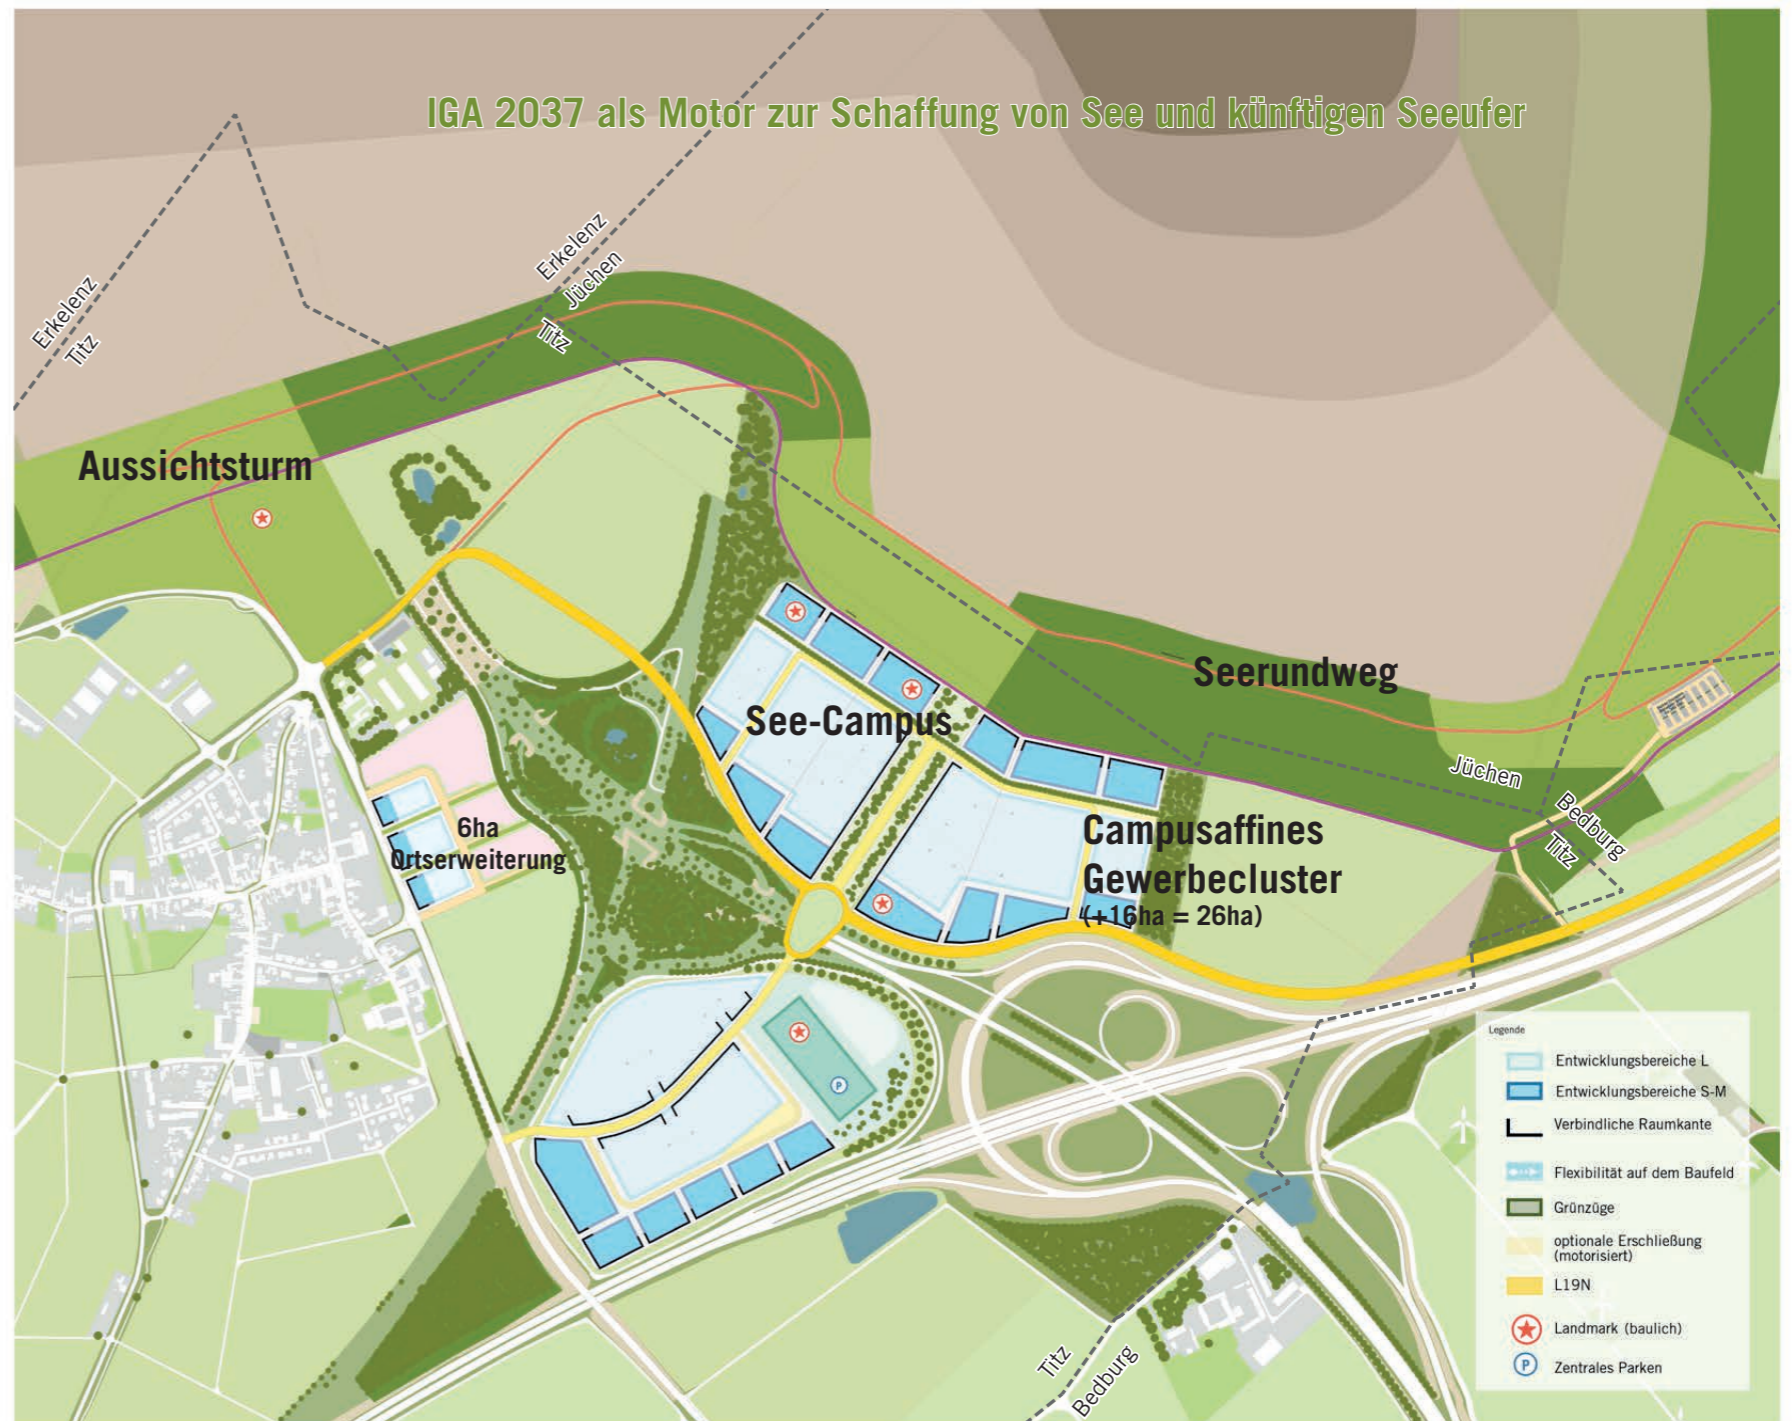 IGA 2037 als Motor zur Schaffung von See und künftigen Seeufer
Erkelenz
Titz
Erkelenz
Jüchen
Titz
Aussichtsturm
Seerundweg
See-Campus
Jüchen
Bedburg
Titz
6ha
Ortserweiterung
Campusaffines
Gewerbecluster
(+16ha = 26ha)
P
Titz
Bedburg
Legende
Entwicklungsbereiche L
Entwicklungsbereiche S-M
Verbindliche Raumkante
Flexibilität auf dem Baufeld
Grünzüge
optionale Erschließung
(motorisiert)
L19N
Landmark (baulich)
P
Zentrales Parken